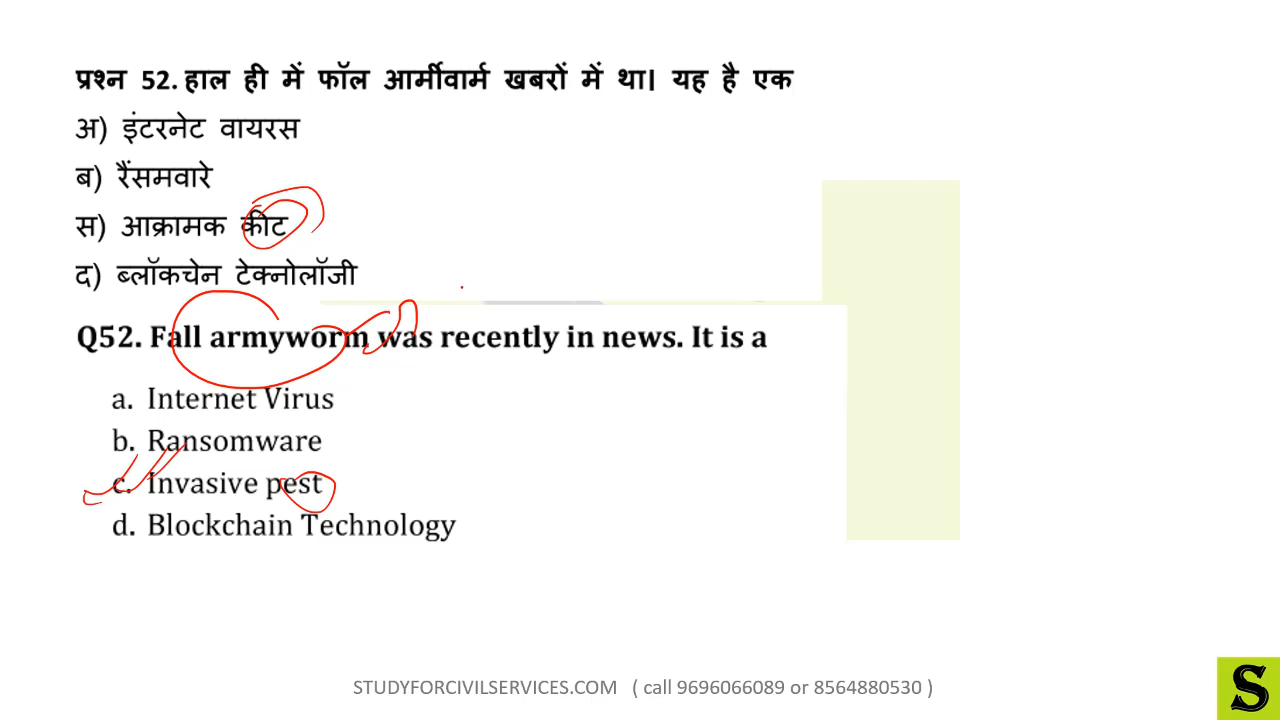 प्रश्न 52. हाल ही में फॉल आर्मीवार्म खबरों में था। यह है एक
अ) इंटरनेट वायरस
ब) रैंसमवारे
स) आक्रामक कीट
द) ब्लॉकचेन टेक्नोलॉजी
Q52. Fall armyworm was recently in news. It is a
a. Internet Virus
b. Ransomware
c. Invasive pest
d. Blockchain Technology
STUDYFORCIVILSERVICES.COM ( call 9696066089 or 8564880530 )
S